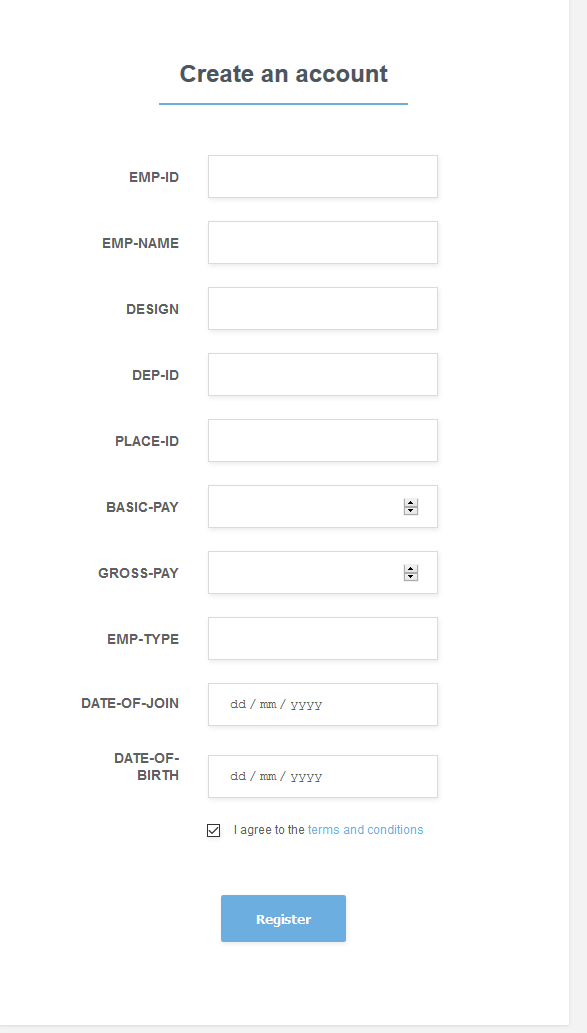 Create an account
EMP-ID
EMP-NAME
DESIGN
DEP-ID
PLACE-ID
BASIC-PAY
GROSS-PAY
EMP-TYPE
DATE-OF-JOIN dd / mm / yyyy
DATE-OF-
BIRTH dd / mm / yyyy
I agree to the terms and conditions
Register